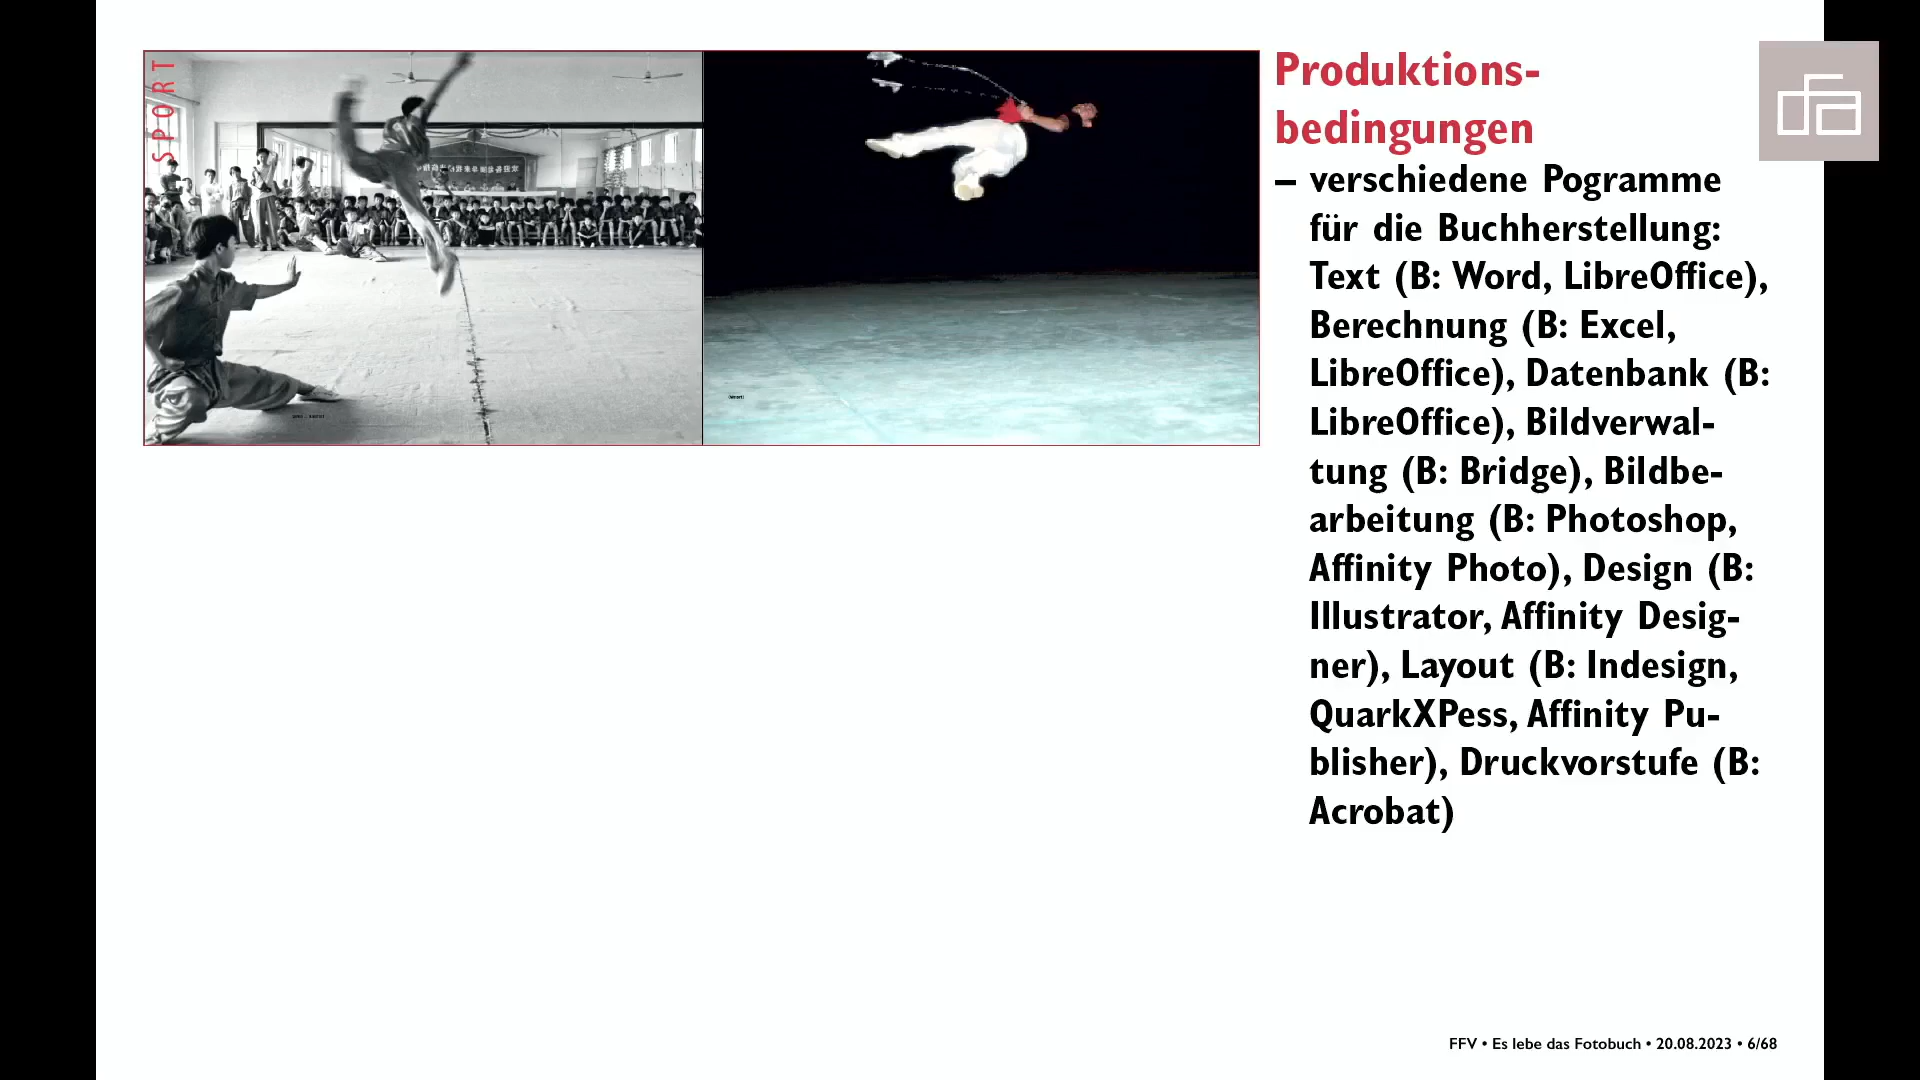 SPORT
Produktions-
bedingungen
– verschiedene Pogramme
für die Buchherstellung:
Text (B: Word, LibreOffice),
Berechnung (B: Excel,
LibreOffice), Datenbank (B:
LibreOffice), Bildverwal-
tung (B: Bridge), Bildbe-
arbeitung (B: Photoshop,
Affinity Photo), Design (B:
Illustrator, Affinity Desig-
ner), Layout (B: Indesign,
QuarkXPess, Affinity Pu-
blisher), Druckvorstufe (B:
Acrobat)
dfa
FFV • Es lebe das Fotobuch • 20.08.2023 • 6/68